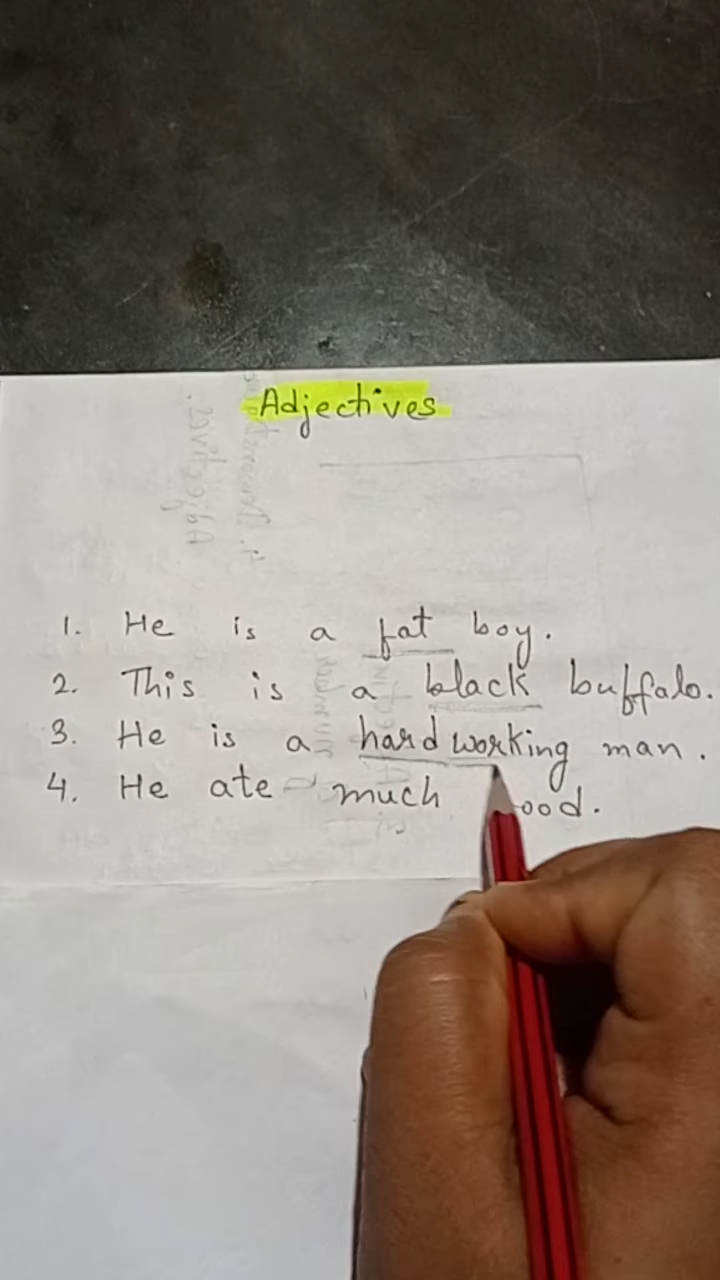 Adjectives
1. He is a fat boy.
2. This is a black buffalo.
3. He is a hard working man.
4. He ate much ood.